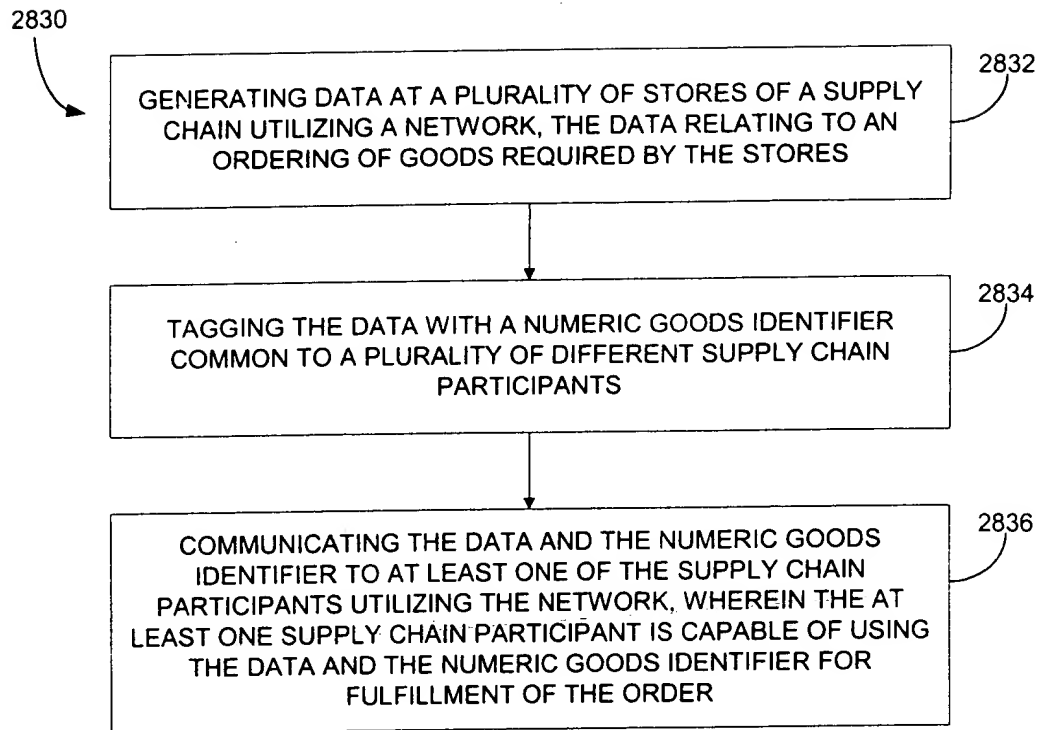 2830
2832
GENERATING DATA AT A PLURALITY OF STORES OF A SUPPLY
CHAIN UTILIZING A NETWORK, THE DATA RELATING TO AN
ORDERING OF GOODS REQUIRED BY THE STORES
2834
TAGGING THE DATA WITH A NUMERIC GOODS IDENTIFIER
COMMON TO A PLURALITY OF DIFFERENT SUPPLY CHAIN
PARTICIPANTS
2836
COMMUNICATING THE DATA AND THE NUMERIC GOODS
IDENTIFIER TO AT LEAST ONE OF THE SUPPLY CHAIN
PARTICIPANTS UTILIZING THE NETWORK, WHEREIN THE AT
LEAST ONE SUPPLY CHAIN PARTICIPANT IS CAPABLE OF USING
THE DATA AND THE NUMERIC GOODS IDENTIFIER FOR
FULFILLMENT OF THE ORDER